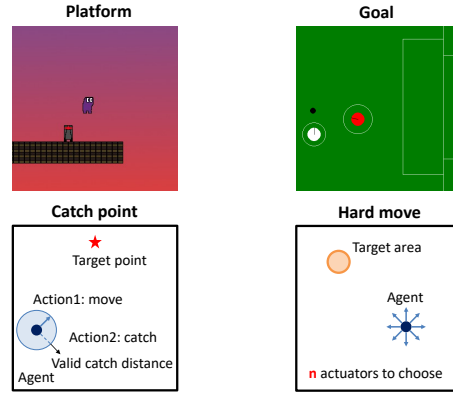 Platform
Goal
Catch point
Target point
Action1: move
Action2: catch
Valid catch distance
Agent
Hard move
Target area
Agent
n actuators to choose